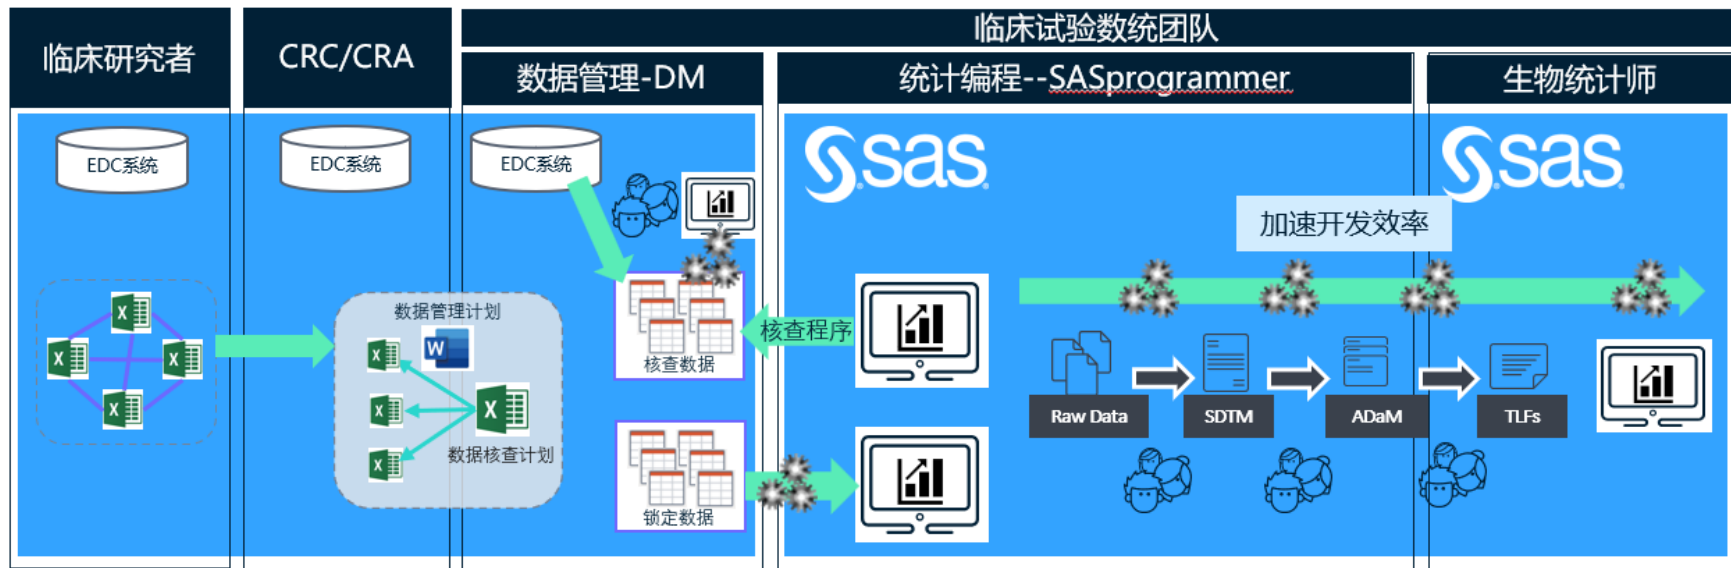 临床研究者
CRC/CRA
临床试验数统团队
数据管理-DM
统计编程--SASprogrammer
生物统计师
EDC系统
EDC系统
EDC系统
sas
sas
加速开发效率
数据管理计划
W
X
X
X
X
X
X
X
X
数据核查计划
核查数据
核查程序
锁定数据
Raw Data
SDTM
ADaM
TLFs